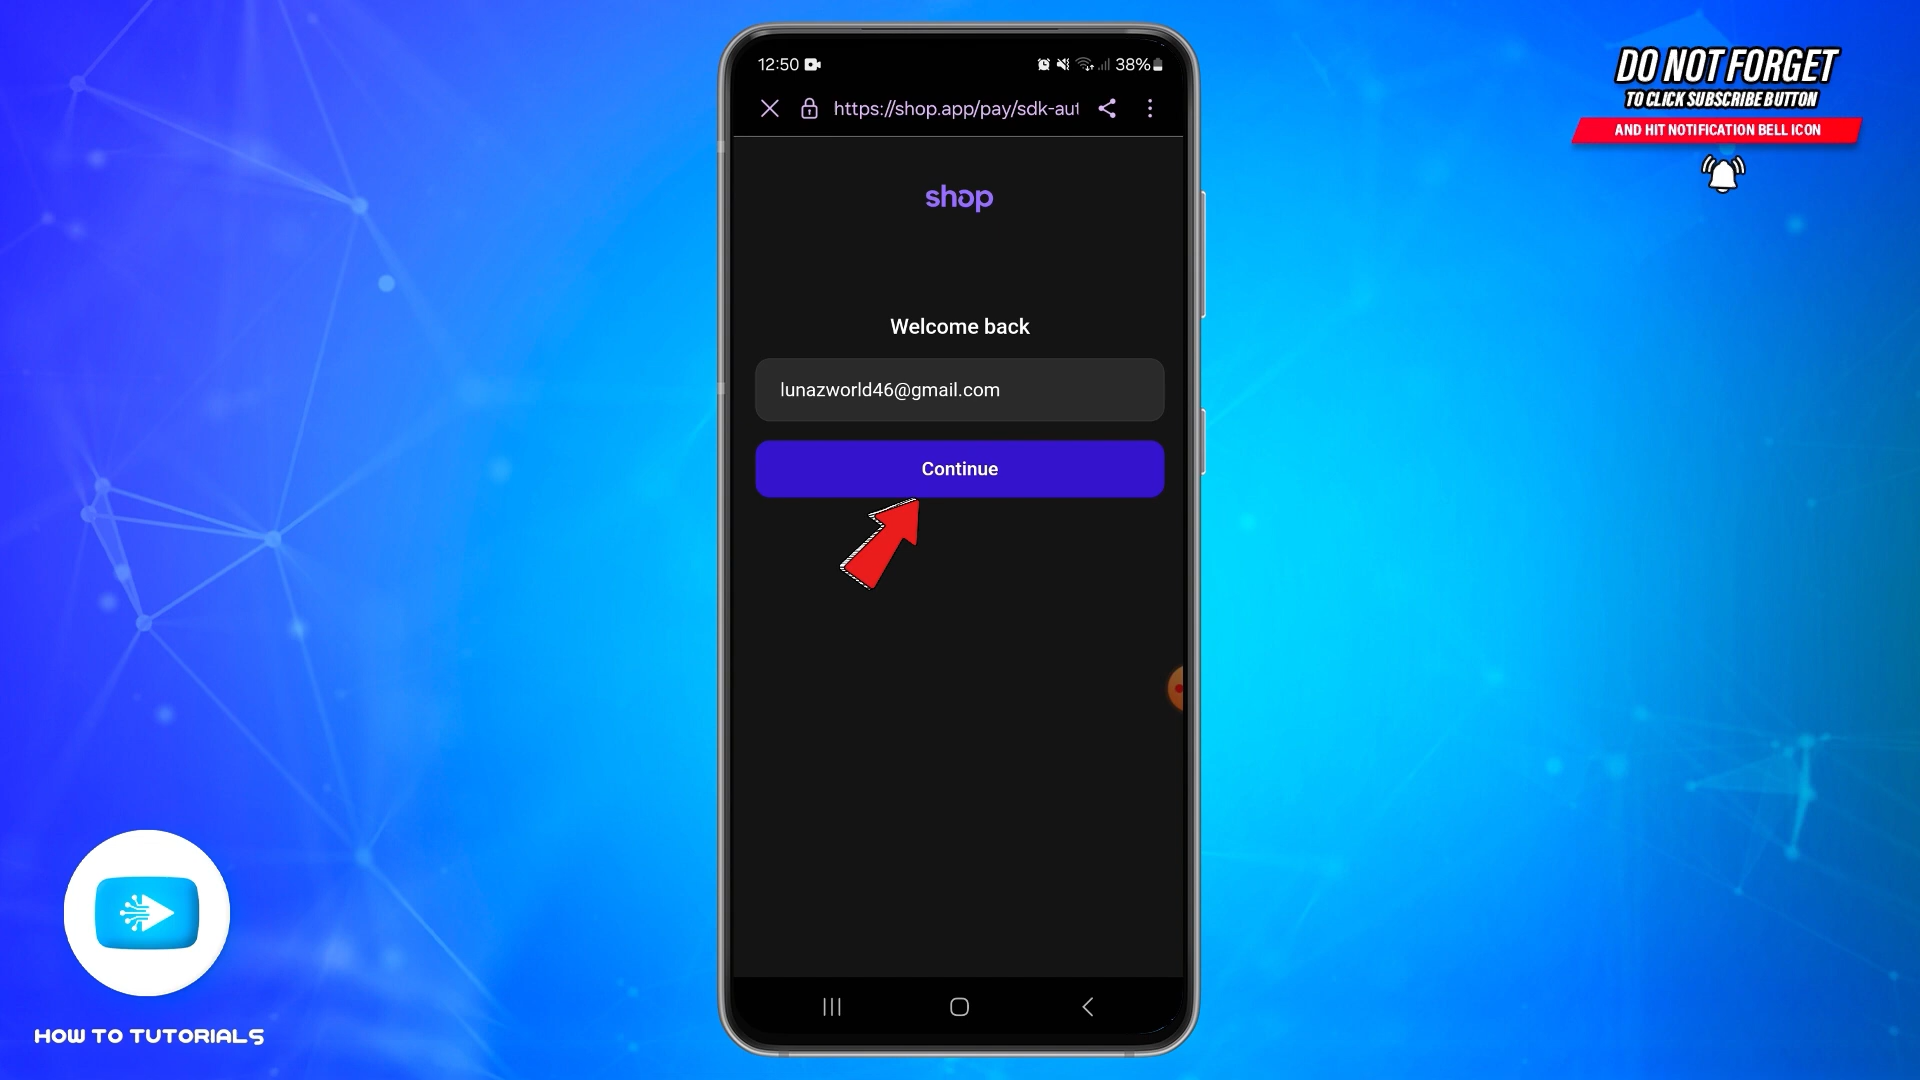 12:50
38%
https://shop.app/pay/sdk-aut
shop
Welcome back
lunazworld46@gmail.com
Continue
DO NOT FORGET
TO CLICK SUBSCRIBE BUTTON
AND HIT NOTIFICATION BELL ICON
HOW TO TUTORIALS